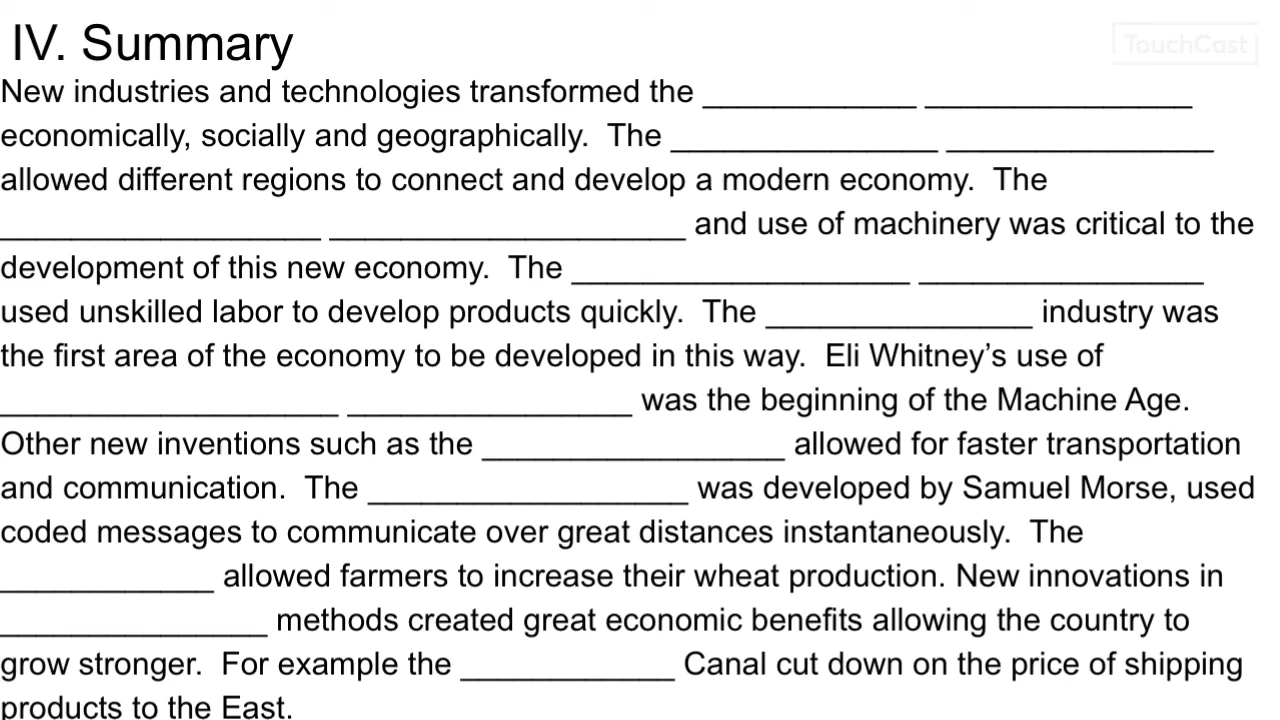 IV. Summary
TouchCast
New industries and technologies transformed the ____________ _______________
economically, socially and geographically.  The _______________ _______________
allowed different regions to connect and develop a modern economy.  The
__________________ ____________________ and use of machinery was critical to the
development of this new economy.  The ___________________ ________________
used unskilled labor to develop products quickly.  The _______________ industry was
the first area of the economy to be developed in this way.  Eli Whitney’s use of
___________________ ________________ was the beginning of the Machine Age.
Other new inventions such as the _________________ allowed for faster transportation
and communication.  The __________________ was developed by Samuel Morse, used
coded messages to communicate over great distances instantaneously.  The
____________ allowed farmers to increase their wheat production. New innovations in
_______________ methods created great economic benefits allowing the country to
grow stronger.  For example the ____________ Canal cut down on the price of shipping
products to the East.